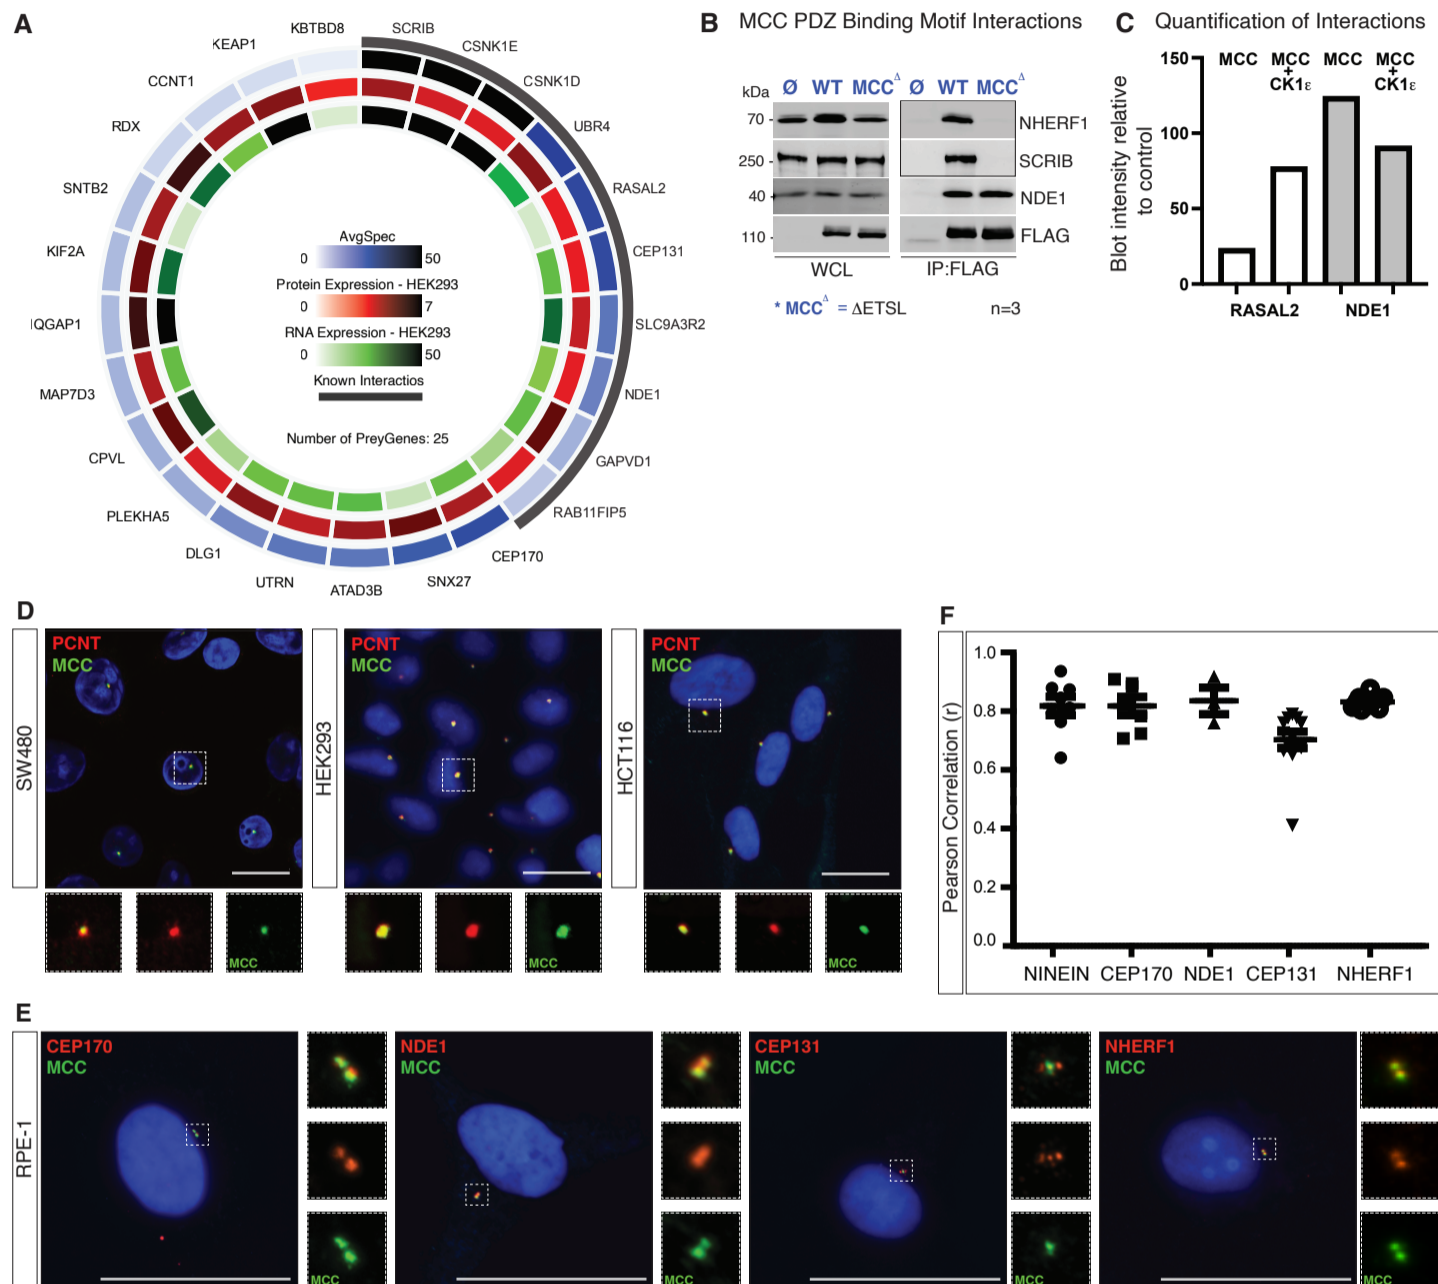 A
KBTBD8
SCRIB
KEAP1
CSNK1E
CCNT1
CSNK1D
RDX
UBR4
SNTB2
RASAL2
KIF2A
CEP131
IQGAP1
SLC9A3R2
MAP7D3
NDE1
CPVL
GAPVD1
PLEKHA5
RAB11FIP5
DLG1
CEP170
UTRN
SNX27
ATAD3B
AvgSpec
0 50
Protein Expression - HEK293
0 7
RNA Expression - HEK293
0 50
Known Interactios
Number of PreyGenes: 25
B MCC PDZ Binding Motif Interactions
kDa Ø WT MCCΔ Ø WT MCCΔ
70 - NHERF1
250 - SCRIB
40 - NDE1
110 - FLAG
WCL IP:FLAG
* MCCΔ = ΔETSL n=3
C Quantification of Interactions
Blot intensity relative
to control
150
100
50
0
MCC MCC MCC MCC
+ +
CK1ε CK1ε
RASAL2 NDE1
D
SW480
PCNT
MCC
MCC
HEK293
PCNT
MCC
MCC
HCT116
PCNT
MCC
MCC
F
Pearson Correlation (r)
1.0
0.8
0.6
0.4
0.2
0.0
NINEIN CEP170 NDE1 CEP131 NHERF1
E
RPE-1
CEP170
MCC
MCC
NDE1
MCC
MCC
CEP131
MCC
MCC
NHERF1
MCC
MCC